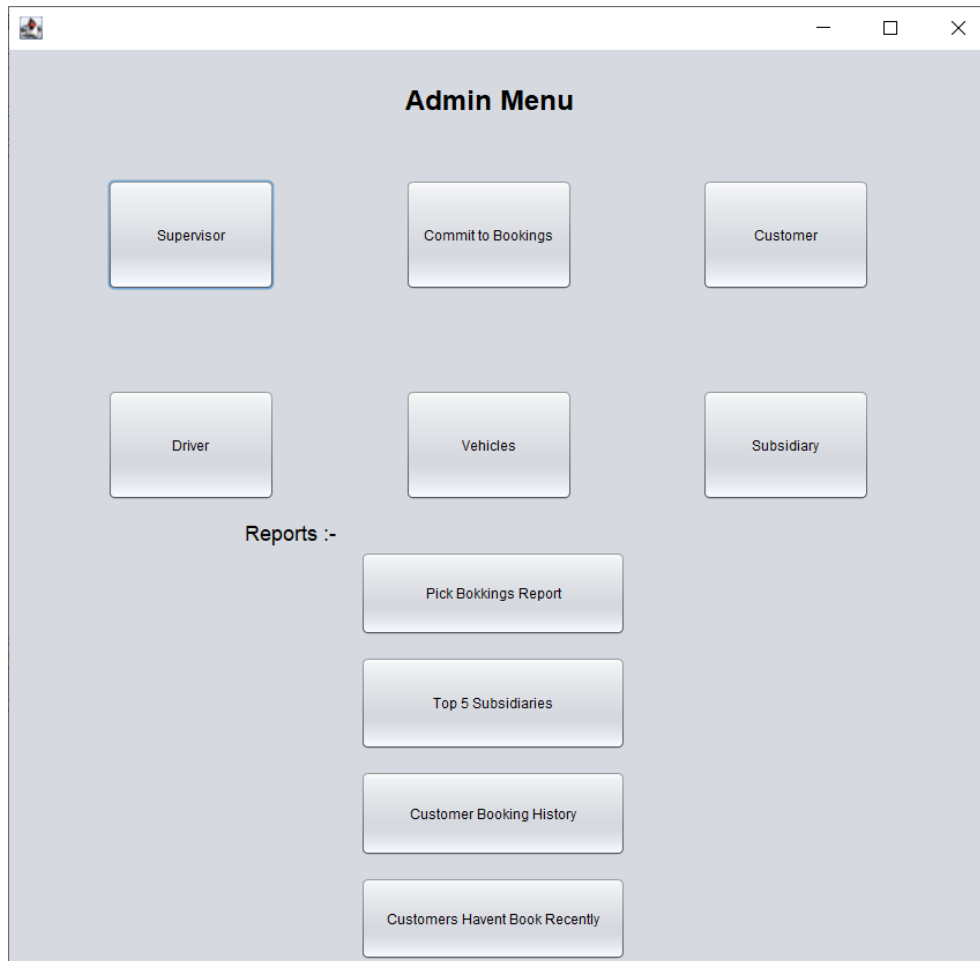 Admin Menu
Supervisor
Commit to Bookings
Customer
Driver
Vehicles
Subsidiary
Reports :-
Pick Bokkings Report
Top 5 Subsidiaries
Customer Booking History
Customers Havent Book Recently